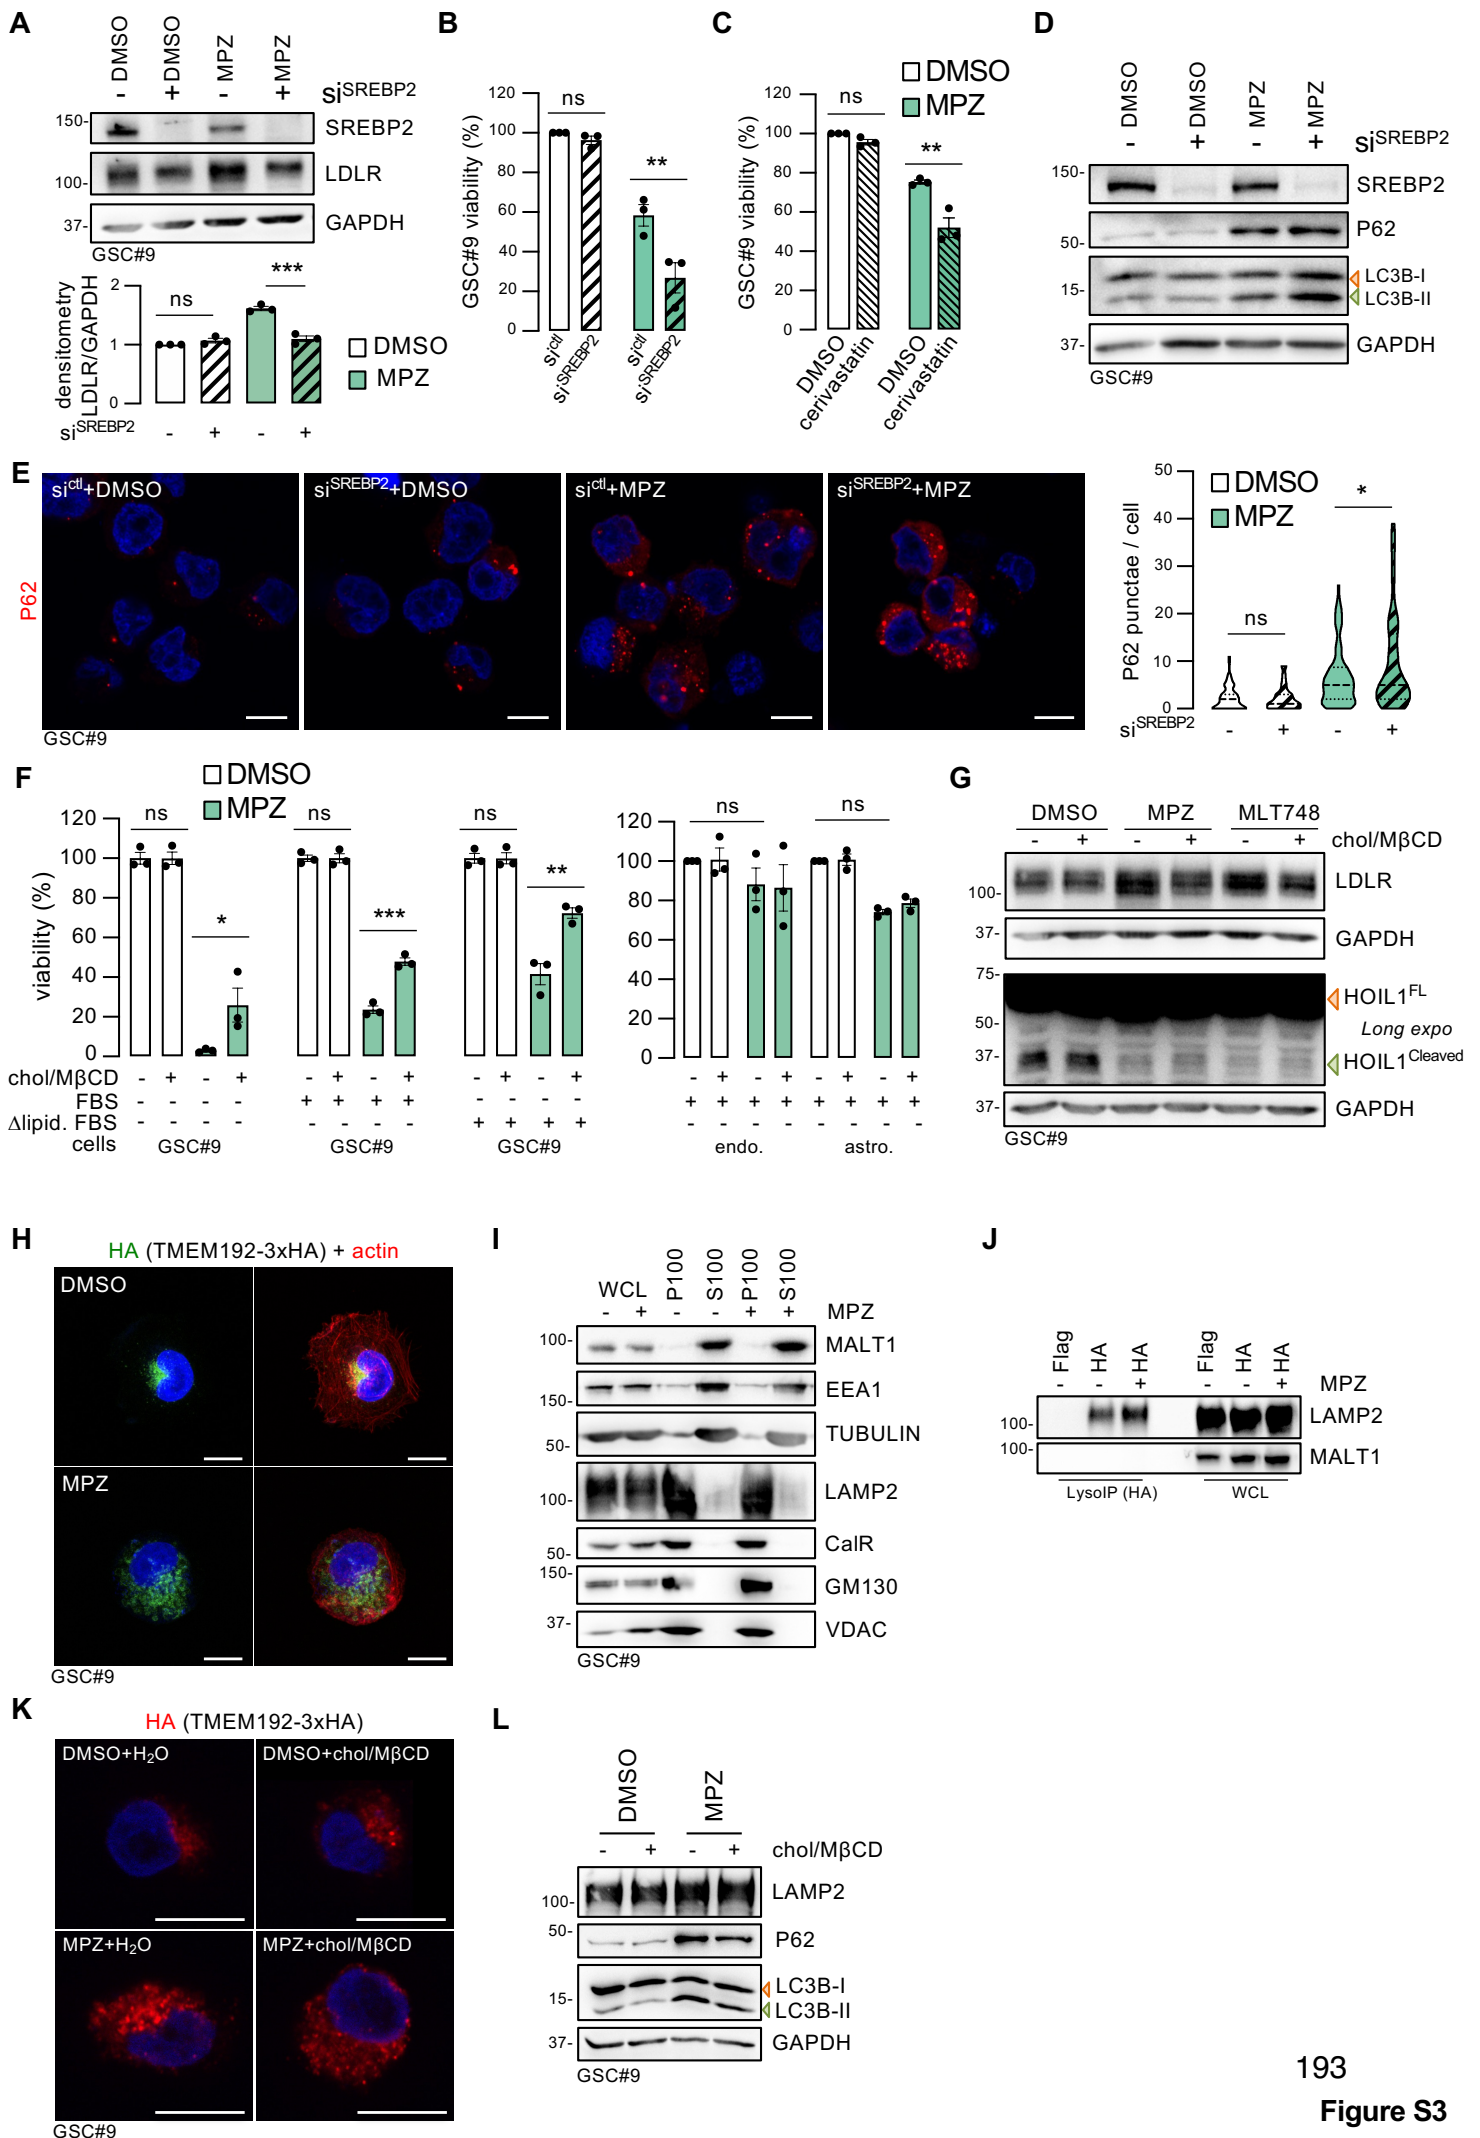 A
DMSO
DMSO
MPZ
MPZ
- + - + siSREBP2
150- SREBP2
100- LDLR
37- GAPDH
GSC#9
densitometry
LDLR/GAPDH
2
1
0
ns
***
DMSO
MPZ
siSREBP2 - + - +
B
GSC#9 viability (%)
120
100
80
60
40
20
0
ns
**
sictl
siSREBP2
sictl
siSREBP2
C
DMSO
MPZ
GSC#9 viability (%)
120
100
80
60
40
20
0
ns
**
DMSO
cerivastatin
DMSO
cerivastatin
D
DMSO
DMSO
MPZ
MPZ
- + - + siSREBP2
150- SREBP2
50- P62
LC3B-I
15- LC3B-II
37- GAPDH
GSC#9
E
P62
sictl+DMSO
siSREBP2+DMSO
sictl+MPZ
siSREBP2+MPZ
GSC#9
P62 punctae / cell
50
40
30
20
10
0
DMSO
MPZ
ns
*
siSREBP2 - + - +
F
DMSO
MPZ
viability (%)
120
100
80
60
40
20
0
ns
*
ns
***
ns
**
120
100
80
60
40
20
0
ns
ns
chol/MβCD - + - + - + - + - + - + - + - + - + - +
FBS - - - - + + + + - - - - + + + + + + + +
Δlipid. FBS - - - - - - - - + + + + - - - - - - - -
cells GSC#9 GSC#9 GSC#9 endo. astro.
G
DMSO MPZ MLT748
- + - + - + chol/MβCD
100- LDLR
37- GAPDH
75-
HOIL1FL
Long expo
50-
37- HOIL1Cleaved
37- GAPDH
GSC#9
H
HA (TMEM192-3xHA) + actin
DMSO
MPZ
GSC#9
I
WCL P100 S100 P100 S100
- + - - + + MPZ
100- MALT1
150- EEA1
50- TUBULIN
100- LAMP2
50- CalR
150- GM130
37- VDAC
GSC#9
J
Flag HA HA Flag HA HA
- - + - - + MPZ
100- LAMP2
100- MALT1
LysoIP (HA) WCL
K
HA (TMEM192-3xHA)
DMSO+H2O
DMSO+chol/MβCD
MPZ+H2O
MPZ+chol/MβCD
GSC#9
L
DMSO MPZ
- + - + chol/MβCD
100- LAMP2
50- P62
LC3B-I
15- LC3B-II
37- GAPDH
GSC#9
193
Figure S3